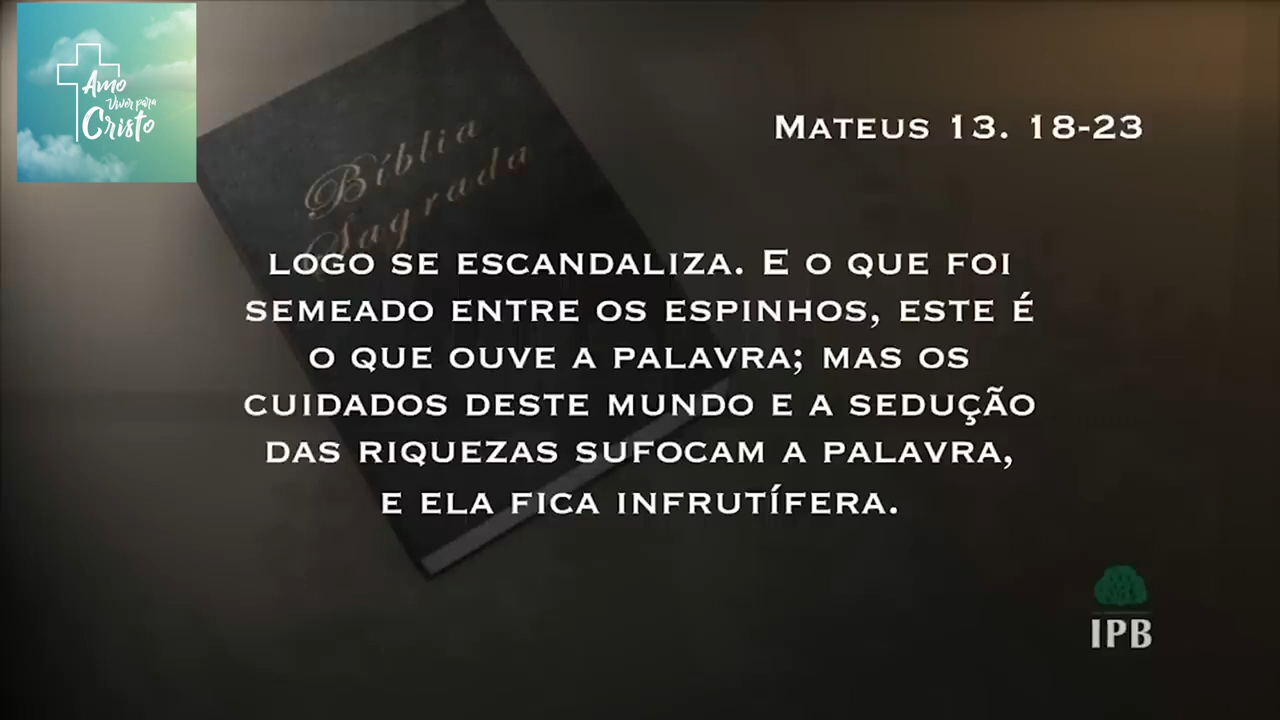 Amo
Viver para
Cristo
Bíblia
Sagrada
MATEUS 13. 18-23
LOGO SE ESCANDALIZA. E O QUE FOI
SEMEADO ENTRE OS ESPINHOS, ESTE É
O QUE OUVE A PALAVRA; MAS OS
CUIDADOS DESTE MUNDO E A SEDUÇÃO
DAS RIQUEZAS SUFOCAM A PALAVRA,
E ELA FICA INFRUTÍFERA.
IPB